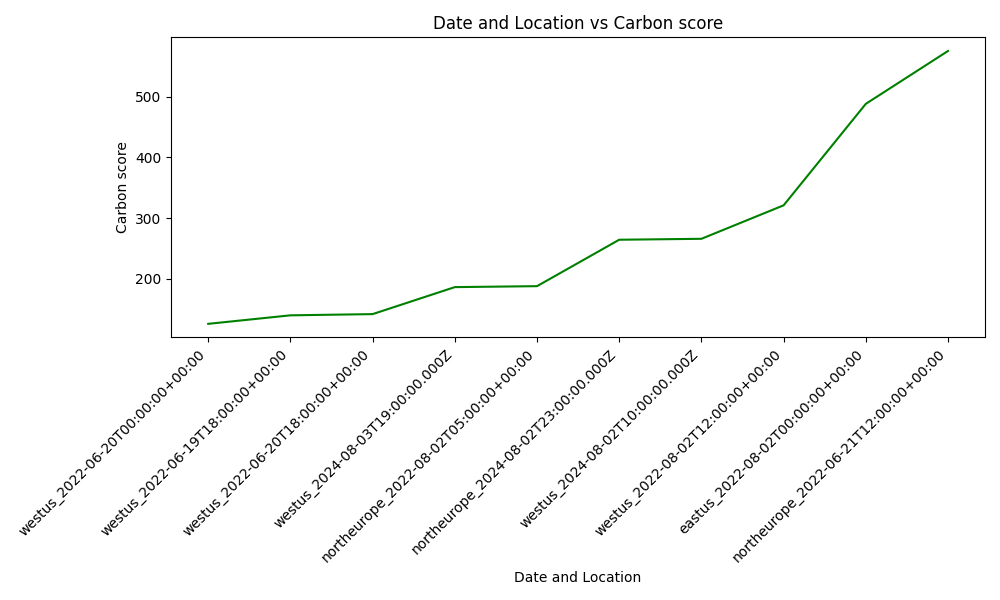 Date and Location vs Carbon score
Carbon score
500
400
300
200
westus_2022-06-20T00:00:00+00:00
westus_2022-06-19T18:00:00+00:00
westus_2022-06-20T18:00:00+00:00
westus_2024-08-03T19:00:00.000Z
northeurope_2022-08-02T05:00:00+00:00
northeurope_2024-08-02T23:00:00.000Z
westus_2024-08-02T10:00:00.000Z
westus_2022-08-02T12:00:00+00:00
eastus_2022-08-02T00:00:00+00:00
northeurope_2022-06-21T12:00:00+00:00
Date and Location